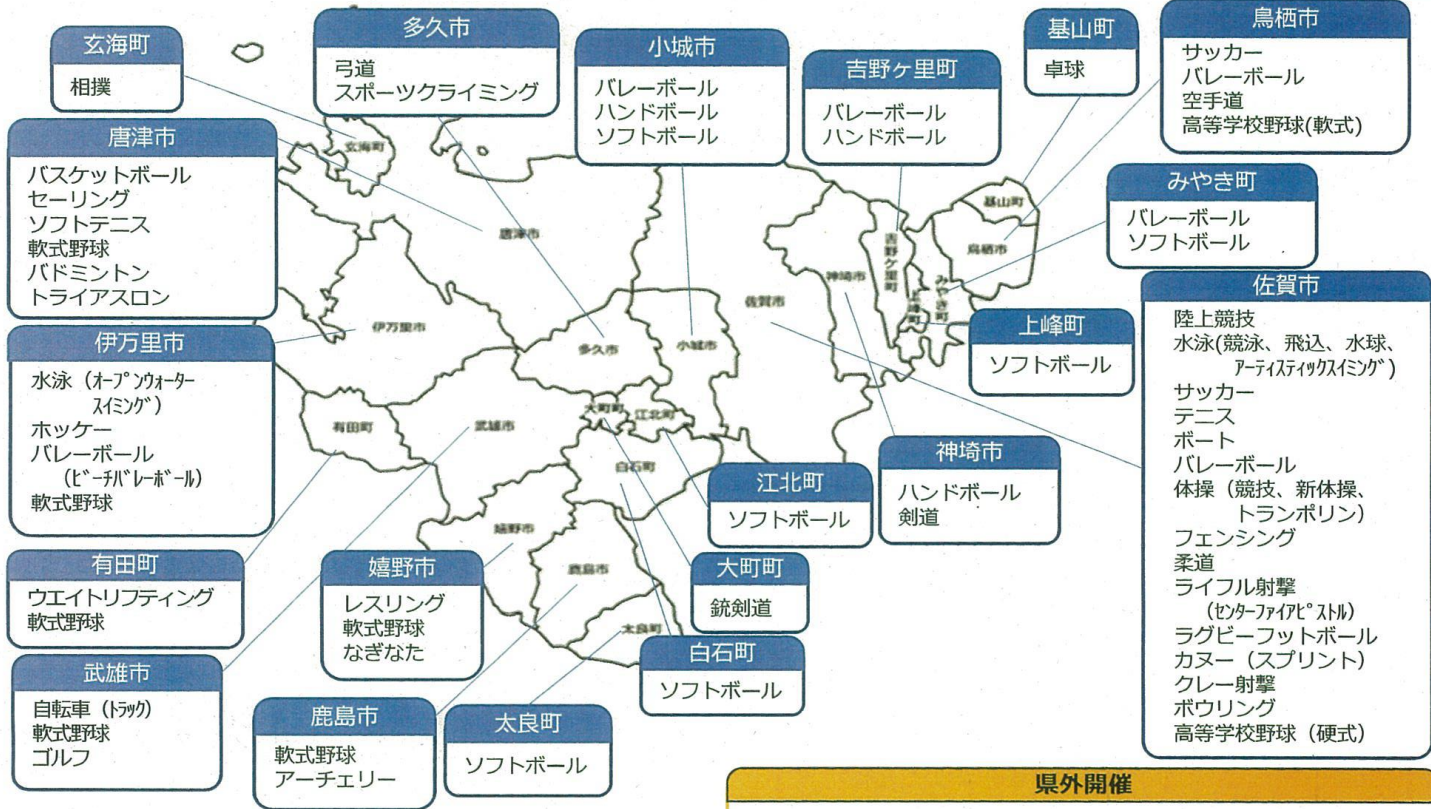 玄海町
相撲
多久市
弓道
スポーツクライミング
小城市
バレーボール
ハンドボール
ソフトボール
吉野ヶ里町
バレーボール
ハンドボール
基山町
卓球
鳥栖市
サッカー
バレーボール
空手道
高等学校野球(軟式)
唐津市
バスケットボール
セーリング
ソフトテニス
軟式野球
バドミントン
トライアスロン
みやき町
バレーボール
ソフトボール
伊万里市
水泳（オープンウォーター
スイミング）
ホッケー
バレーボール
（ビーチバレーボール）
軟式野球
上峰町
ソフトボール
佐賀市
陸上競技
水泳(競泳、飛込、水球、
アーティスティックスイミング)
サッカー
テニス
ボート
バレーボール
体操（競技、新体操、
トランポリン）
フェンシング
柔道
ライフル射撃
（センターファイアピストル）
ラグビーフットボール
カヌー（スプリント）
クレー射撃
ボウリング
高等学校野球（硬式）
神埼市
ハンドボール
剣道
江北町
ソフトボール
有田町
ウエイトリフティング
軟式野球
嬉野市
レスリング
軟式野球
なぎなた
大町町
銃剣道
白石町
ソフトボール
武雄市
自転車（トラック）
軟式野球
ゴルフ
鹿島市
軟式野球
アーチェリー
太良町
ソフトボール
県外開催
玄海町
唐津市
伊万里市
有田町
武雄市
多久市
小城市
大町町
江北町
白石町
嬉野市
鹿島市
太良町
佐賀市
神埼市
吉野ヶ里町
上峰町
みやき町
鳥栖市
基山町